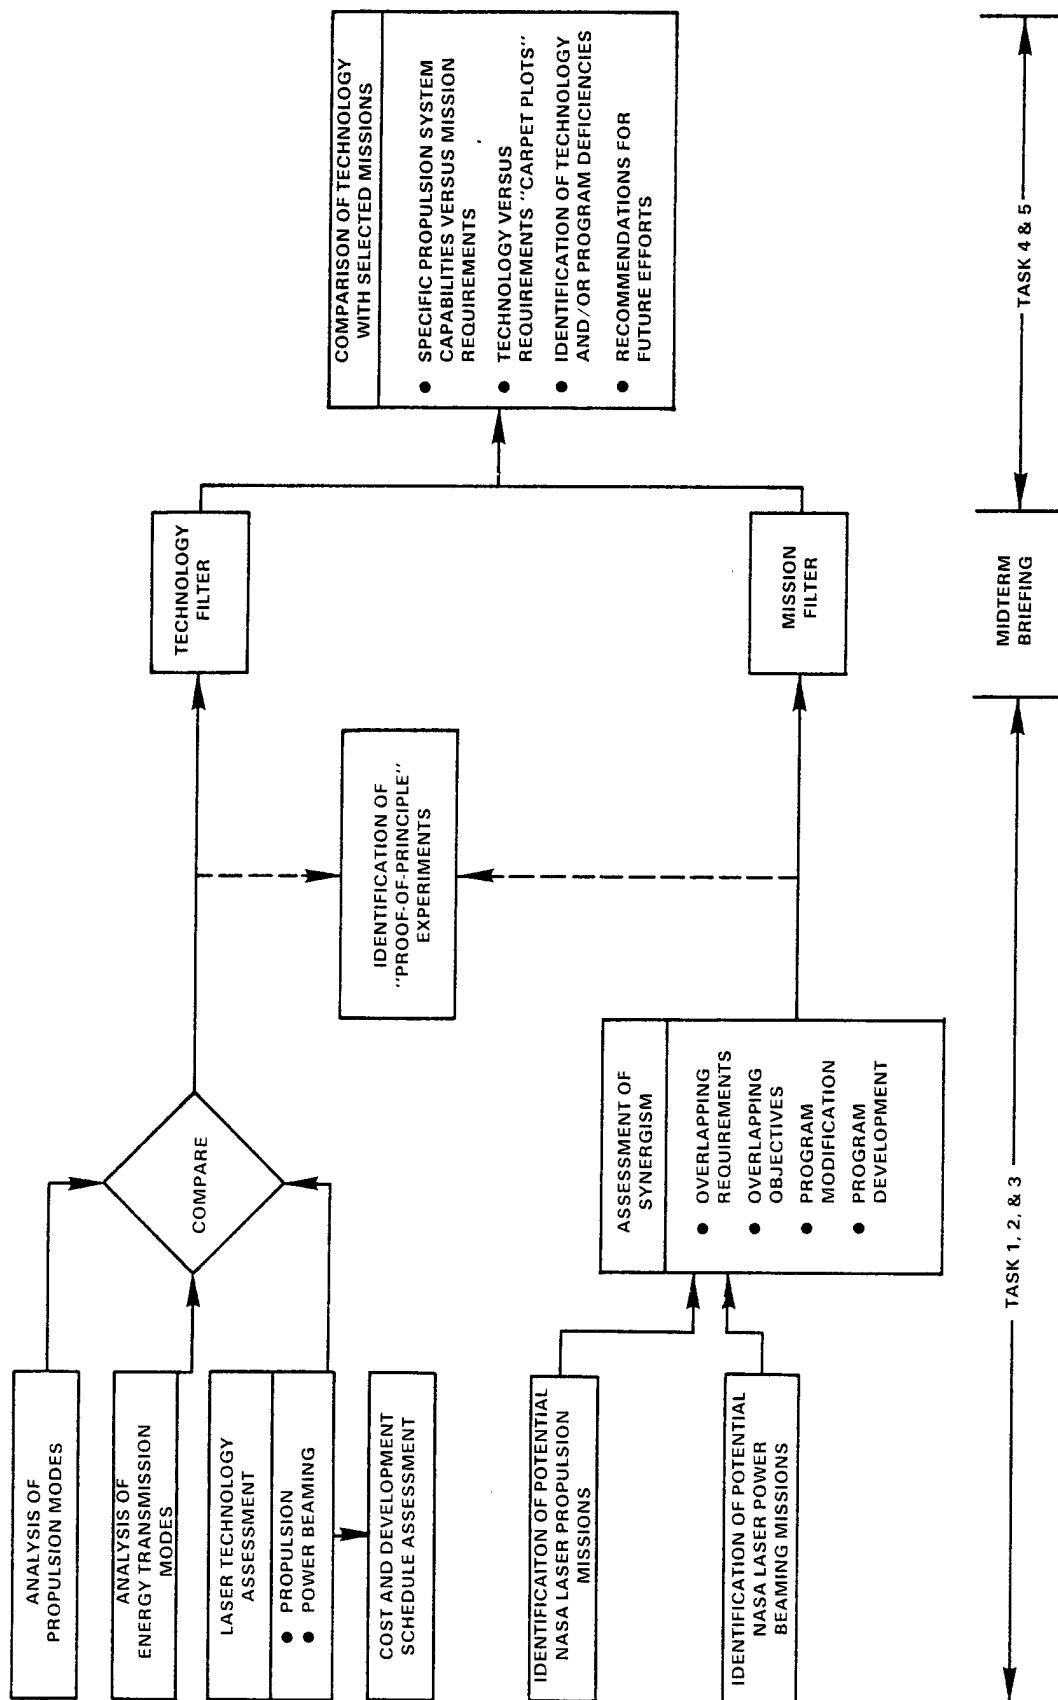 ANALYSIS OF
PROPULSION MODES
ANALYSIS OF
ENERGY TRANSMISSION
MODES
LASER TECHNOLOGY
ASSESSMENT
● PROPULSION
● POWER BEAMING
COST AND DEVELOPMENT
SCHEDULE ASSESSMENT
COMPARE
IDENTIFICAITON OF POTENTIAL
NASA LASER PROPULSION
MISSIONS
IDENTIFICATION OF POTENTIAL
NASA LASER POWER
BEAMING MISSIONS
ASSESSMENT OF
SYNERGISM
● OVERLAPPING
REQUIREMENTS
● OVERLAPPING
OBJECTIVES
● PROGRAM
MODIFICATION
● PROGRAM
DEVELOPMENT
IDENTIFICATION OF
"PROOF-OF-PRINCIPLE"
EXPERIMENTS
TECHNOLOGY
FILTER
MISSION
FILTER
COMPARISON OF TECHNOLOGY
WITH SELECTED MISSIONS
● SPECIFIC PROPULSION SYSTEM
CAPABILITIES VERSUS MISSION
REQUIREMENTS
● TECHNOLOGY VERSUS
REQUIREMENTS "CARPET PLOTS"
● IDENTIFICATION OF TECHNOLOGY
AND/OR PROGRAM DEFICIENCIES
● RECOMMENDATIONS FOR
FUTURE EFFORTS
TASK 1, 2, & 3
MIDTERM
BRIEFING
TASK 4 & 5